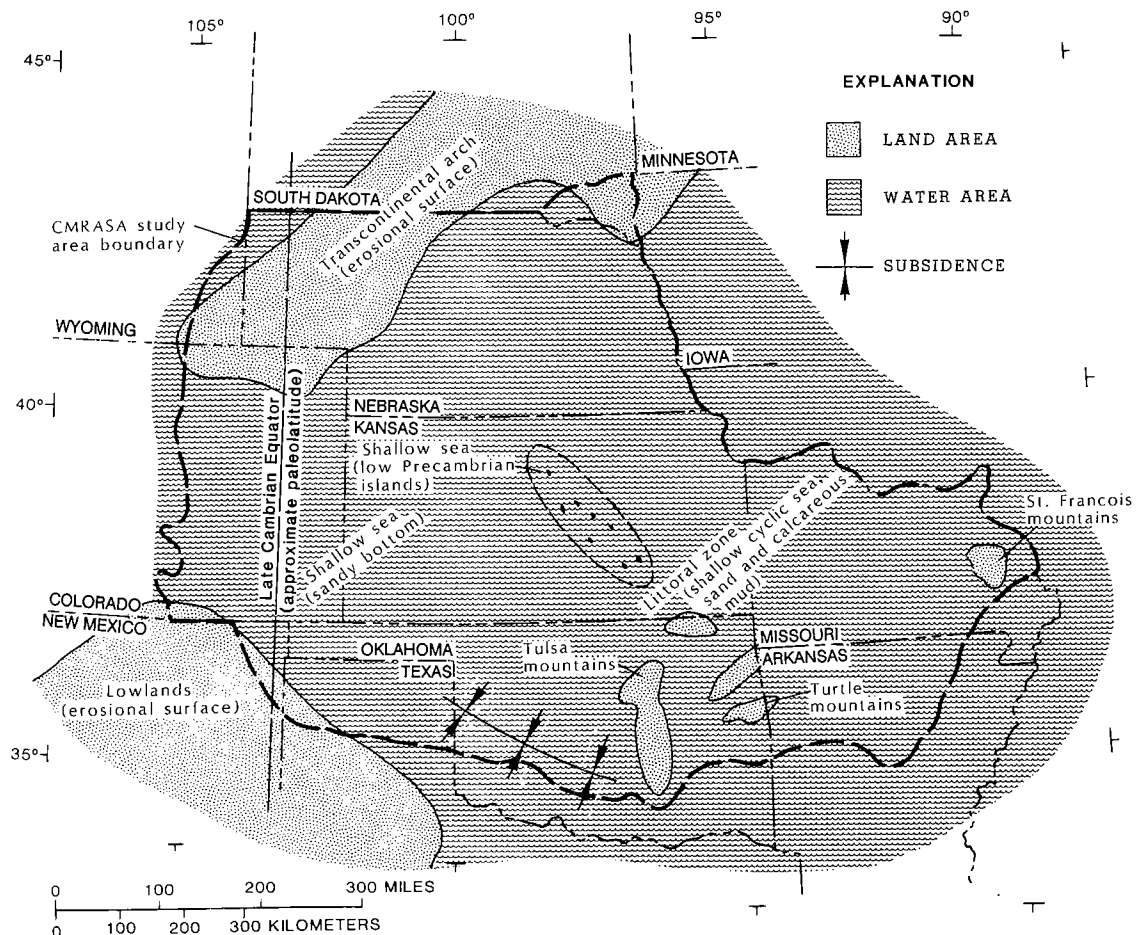 105°
100°
95°
90°
45°
40°
35°
EXPLANATION
LAND AREA
WATER AREA
SUBSIDENCE
MINNESOTA
SOUTH DAKOTA
Transcontinental arch
(erosional surface)
CMRASA study
area boundary
WYOMING
IOWA
NEBRASKA
KANSAS
Shallow sea
(low Precambrian
islands)
Late Cambrian Equator
(approximate paleolatitude)
Shallow sea
(sandy bottom)
Littoral zone
(shallow cyclic sea,
sand and calcareous
mud)
St. Francois
mountains
COLORADO
NEW MEXICO
OKLAHOMA
TEXAS
Tulsa
mountains
MISSOURI
ARKANSAS
Turtle
mountains
Lowlands
(erosional surface)
0 100 200 300 MILES
0 100 200 300 KILOMETERS